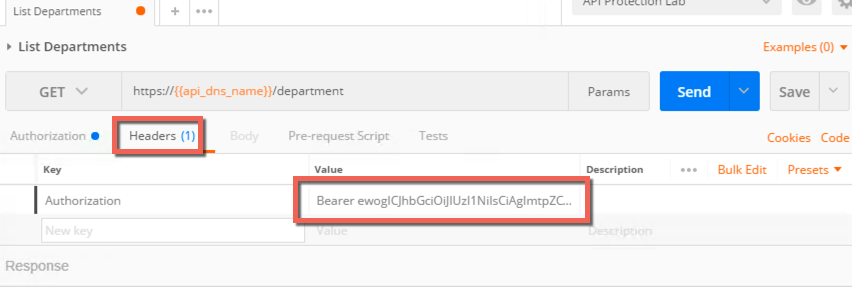 List Departments + ••• API Protection Lab
List Departments Examples (0)
GET https://{{api_dns_name}}/department Params Send Save
Authorization Headers (1) Body Pre-request Script Tests Cookies Code
Key Value Description ••• Bulk Edit Presets
Authorization Bearer ewogICJhbGciOiJIUzI1NiIsCiAgImtpZC...
New key Value Description
Response